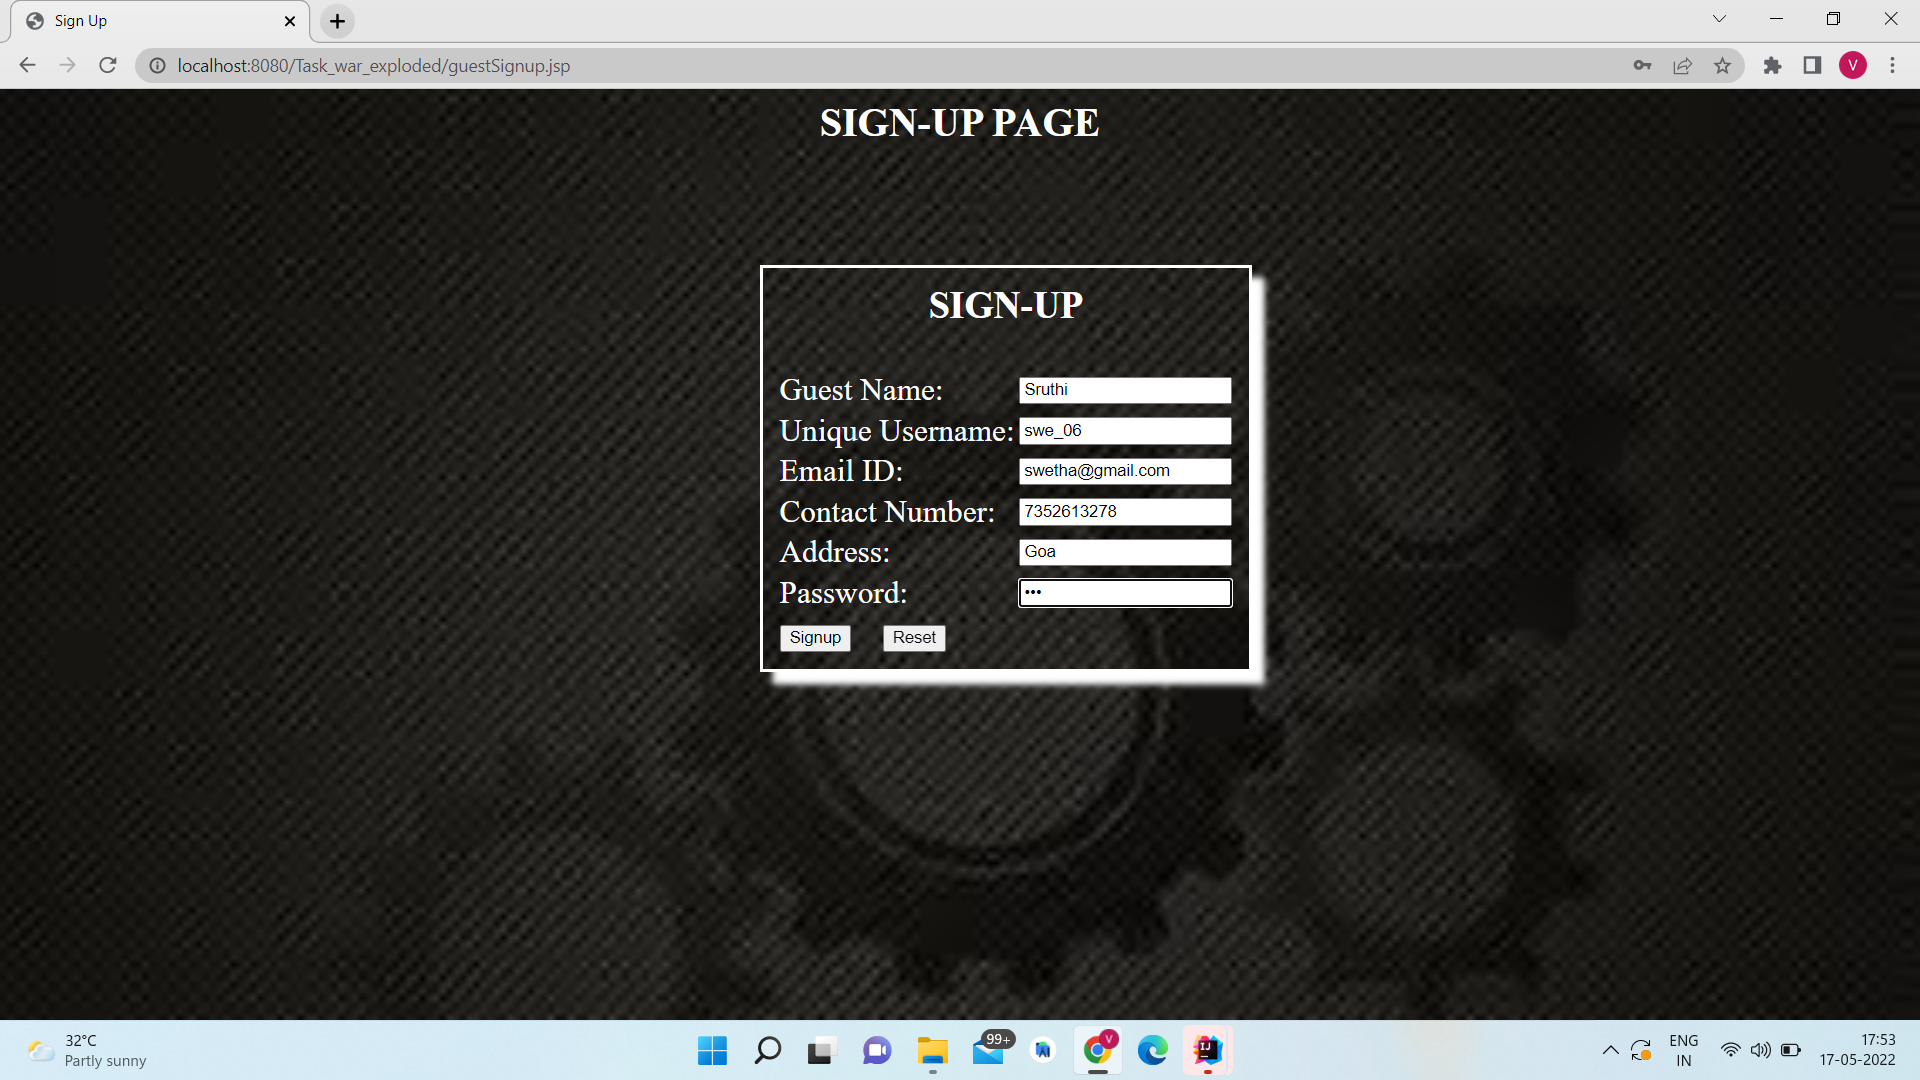 Sign Up
localhost:8080/Task_war_exploded/guestSignup.jsp
V
SIGN-UP PAGE
SIGN-UP
Guest Name: Sruthi
Unique Username: swe_06
Email ID: swetha@gmail.com
Contact Number: 7352613278
Address: Goa
Password: •••
Signup Reset
32°C
Partly sunny
99+
V
IJ
ENG
IN
17:53
17-05-2022